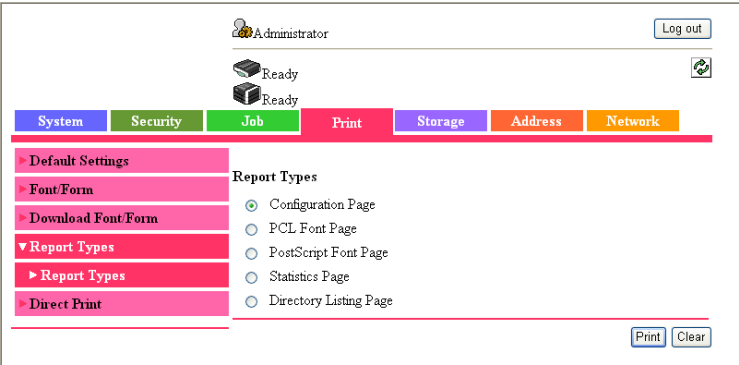 Administrator
Log out
Ready
Ready
System Security Job Print Storage Address Network
Default Settings
Font/Form
Download Font/Form
Report Types
Report Types
Direct Print
Report Types
Configuration Page
PCL Font Page
PostScript Font Page
Statistics Page
Directory Listing Page
Print Clear